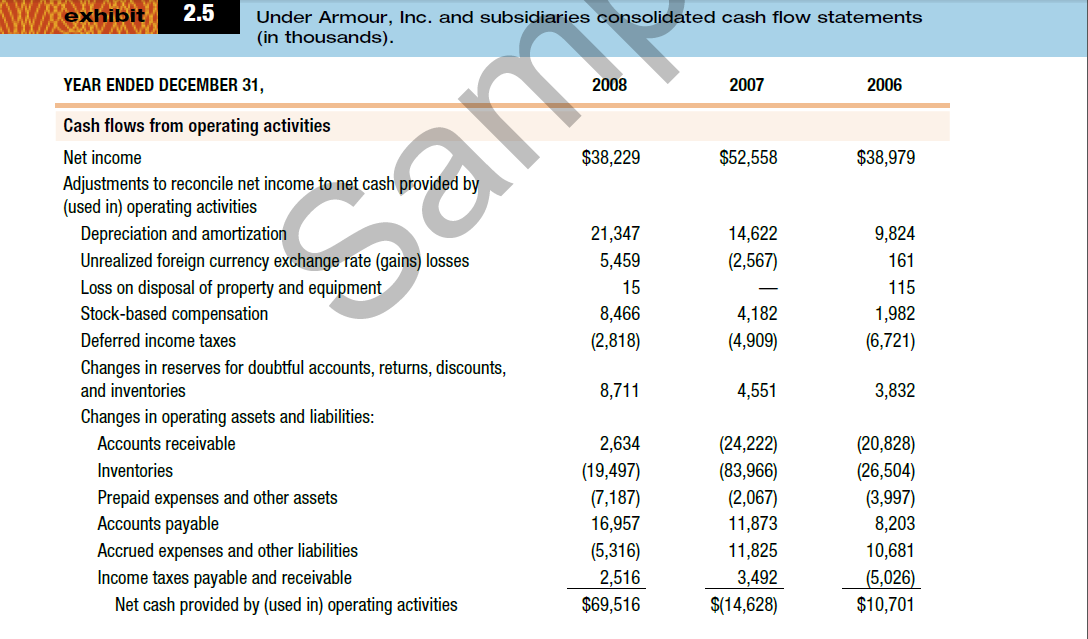 exhibit 2.5 Under Armour, Inc. and subsidiaries consolidated cash flow statements
(in thousands).
YEAR ENDED DECEMBER 31, 2008 2007 2006
Cash flows from operating activities
Net income $38,229 $52,558 $38,979
Adjustments to reconcile net income to net cash provided by
(used in) operating activities
Depreciation and amortization 21,347 14,622 9,824
Unrealized foreign currency exchange rate (gains) losses 5,459 (2,567) 161
Loss on disposal of property and equipment 15 — 115
Stock-based compensation 8,466 4,182 1,982
Deferred income taxes (2,818) (4,909) (6,721)
Changes in reserves for doubtful accounts, returns, discounts,
and inventories 8,711 4,551 3,832
Changes in operating assets and liabilities:
Accounts receivable 2,634 (24,222) (20,828)
Inventories (19,497) (83,966) (26,504)
Prepaid expenses and other assets (7,187) (2,067) (3,997)
Accounts payable 16,957 11,873 8,203
Accrued expenses and other liabilities (5,316) 11,825 10,681
Income taxes payable and receivable 2,516 3,492 (5,026)
Net cash provided by (used in) operating activities $69,516 $(14,628) $10,701
Samp